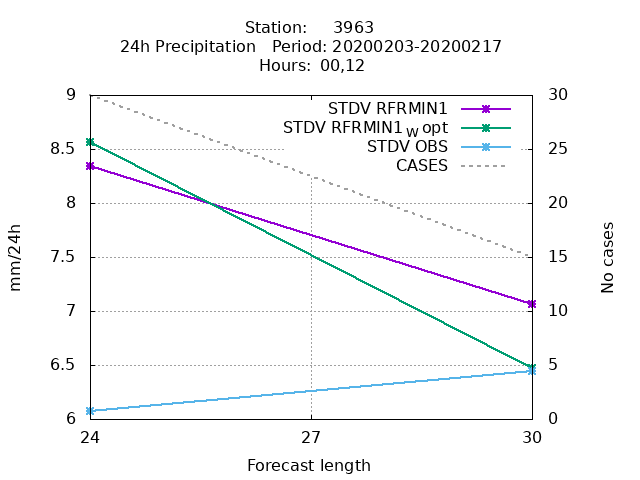 Station: 3963
24h Precipitation Period: 20200203-20200217
Hours: 00,12
STDV RFRMIN1
STDV RFRMIN1w opt
STDV OBS
CASES
9
8.5
8
7.5
7
6.5
6
mm/24h
30
25
20
15
10
5
0
No cases
24 27 30
Forecast length